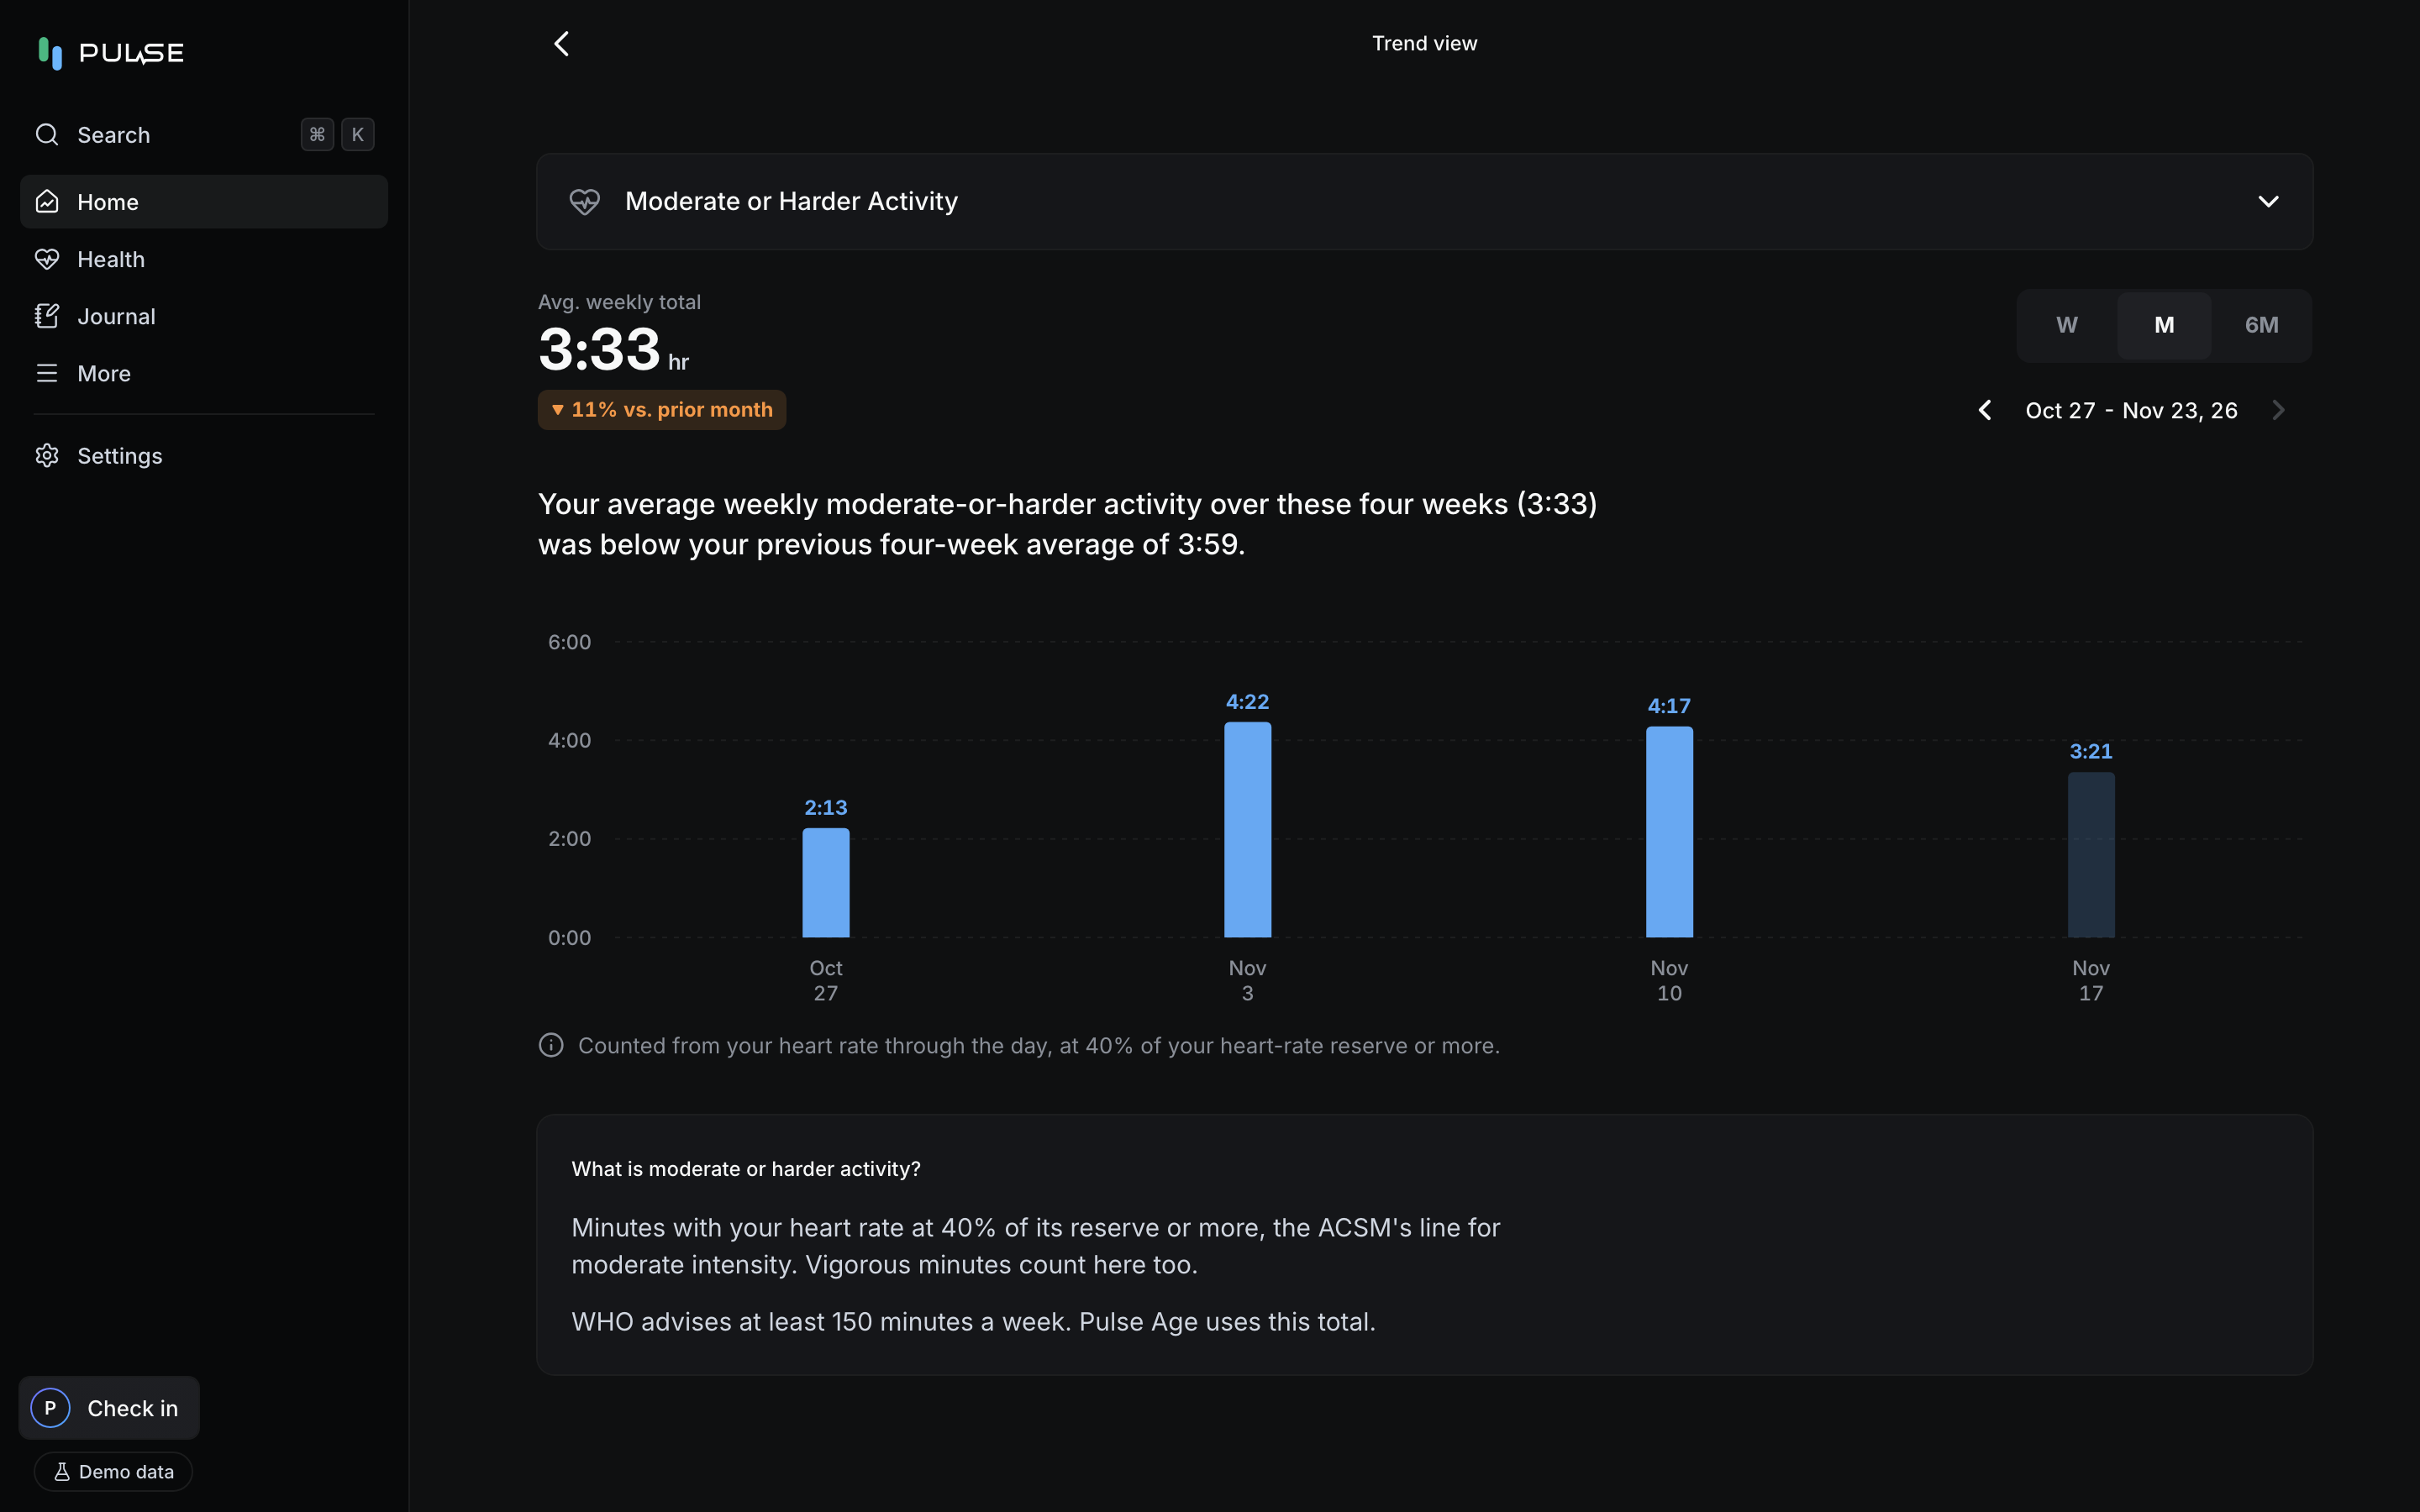 PULSE
Search ⌘ K
Home
Health
Journal
More
Settings
P Check in
Demo data
Trend view
Moderate or Harder Activity
Avg. weekly total
3:33 hr
▼ 11% vs. prior month
W M 6M
Oct 27 - Nov 23, 26
Your average weekly moderate-or-harder activity over these four weeks (3:33)
was below your previous four-week average of 3:59.
6:00
4:00
2:00
0:00
2:13
4:22
4:17
3:21
Oct
27
Nov
3
Nov
10
Nov
17
Counted from your heart rate through the day, at 40% of your heart-rate reserve or more.
What is moderate or harder activity?
Minutes with your heart rate at 40% of its reserve or more, the ACSM's line for
moderate intensity. Vigorous minutes count here too.
WHO advises at least 150 minutes a week. Pulse Age uses this total.